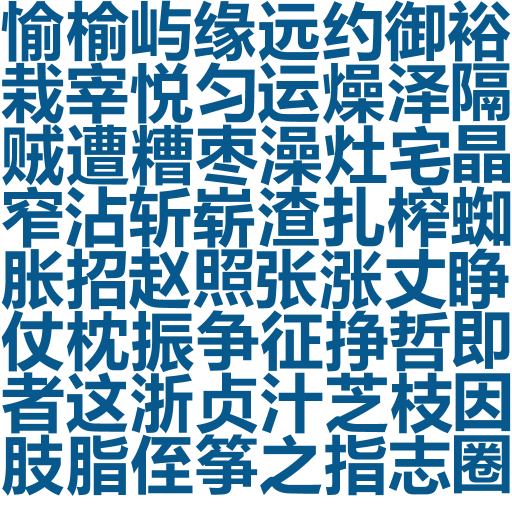 愉榆屿缘远约御裕
栽宰悦匀运燥泽隔
贼遭糟枣澡灶宅晶
窄沾斩崭渣扎榨蜘
胀招赵照张涨丈睁
仗枕振争征挣哲即
者这浙贞汁芝枝因
肢脂侄筝之指志圈